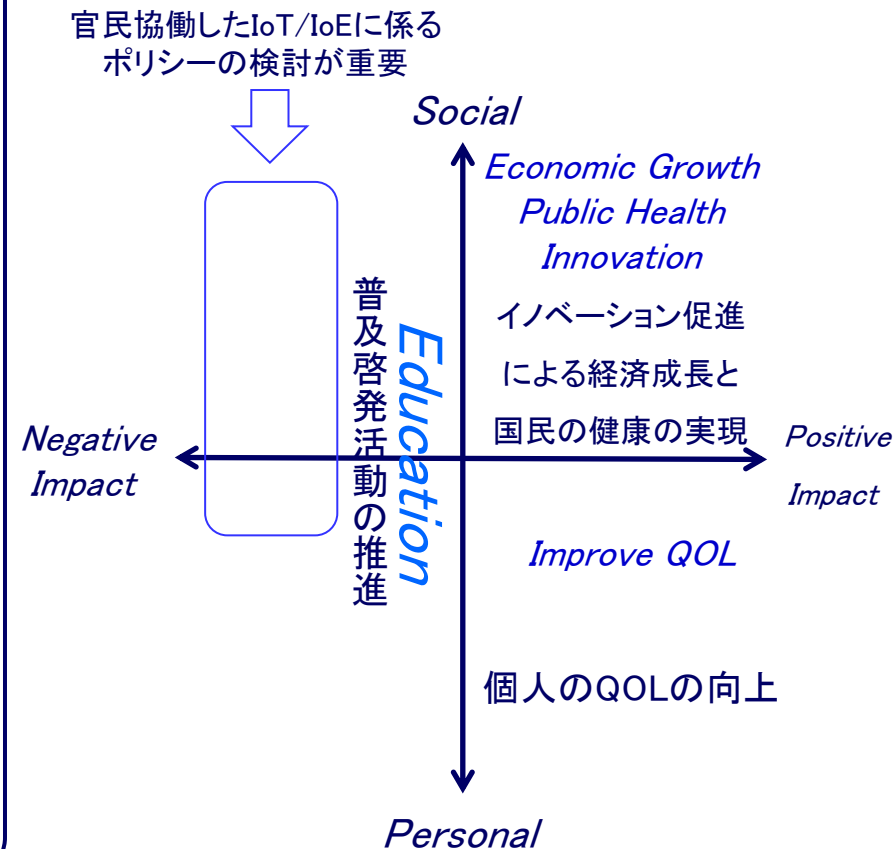 官民協働したIoT/IoEに係る
ポリシーの検討が重要
Social
Economic Growth
Public Health
Innovation
イノベーション促進
による経済成長と
国民の健康の実現
普及啓発活動の推進
Education
Negative
Impact
Positive
Impact
Improve QOL
個人のQOLの向上
Personal